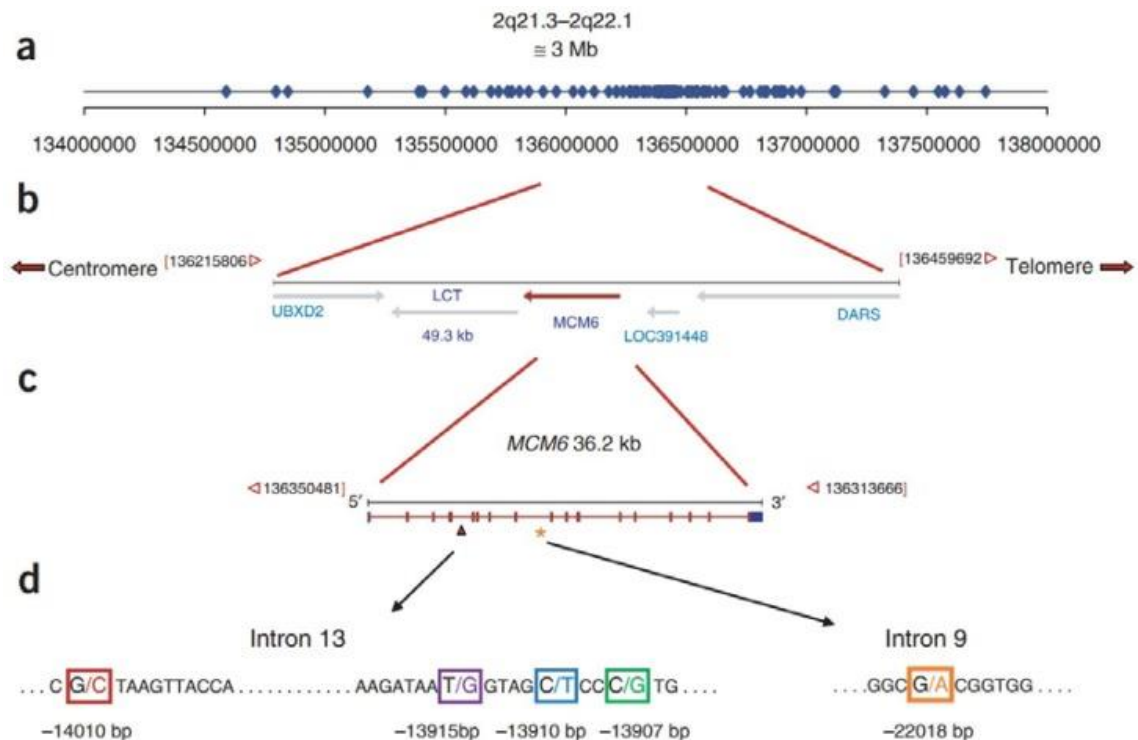 2q21.3–2q22.1
a
≅ 3 Mb
134000000 134500000 135000000 135500000 136000000 136500000 137000000 137500000 138000000
b
Centromere [136215806 [136459692 Telomere
LCT
UBXD2 MCM6 DARS
49.3 kb LOC391448
c
MCM6 36.2 kb
136350481] 5′ 3′ 136313666]
*
d
Intron 13 Intron 9
...C G/C TAAGTTACCA........... AAGATAA T/G GTAG C/T CC C/G TG.... ....GGC G/A CGGTGG....
–14010 bp –13915bp –13910 bp –13907 bp –22018 bp